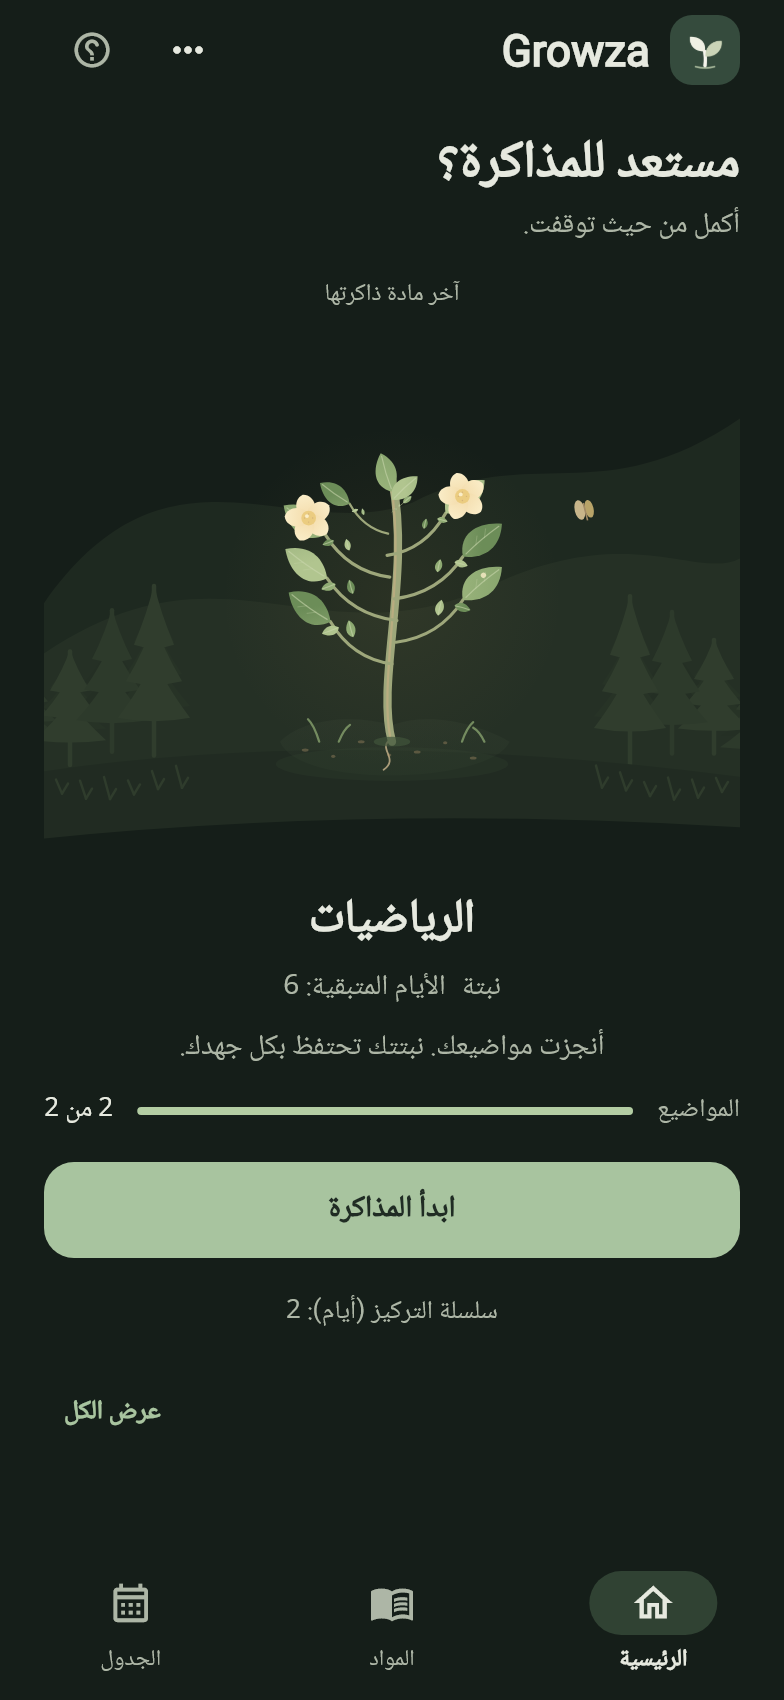 Growza
مستعد للمذاكرة؟
أكمل من حيث توقفت.
آخر مادة ذاكرتها
الرياضيات
نبتة الأيام المتبقية: 6
أنجزت مواضيعك. نبتتك تحتفظ بكل جهدك.
المواضيع 2 من 2
ابدأ المذاكرة
سلسلة التركيز (أيام): 2
عرض الكل
الرئيسية المواد الجدول